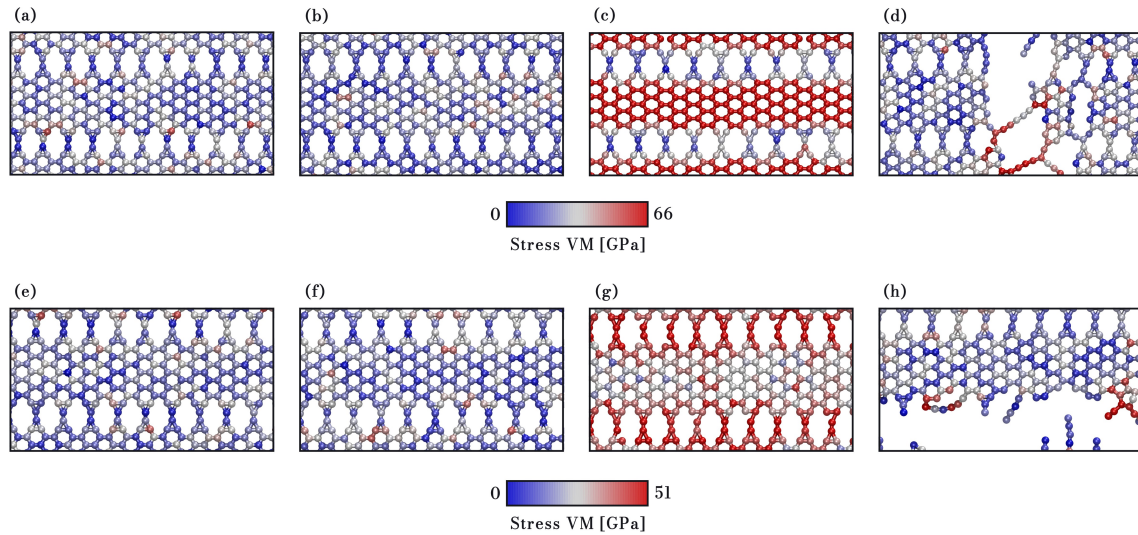 (a) (b) (c) (d)
0 66
Stress VM [GPa]
(e) (f) (g) (h)
0 51
Stress VM [GPa]